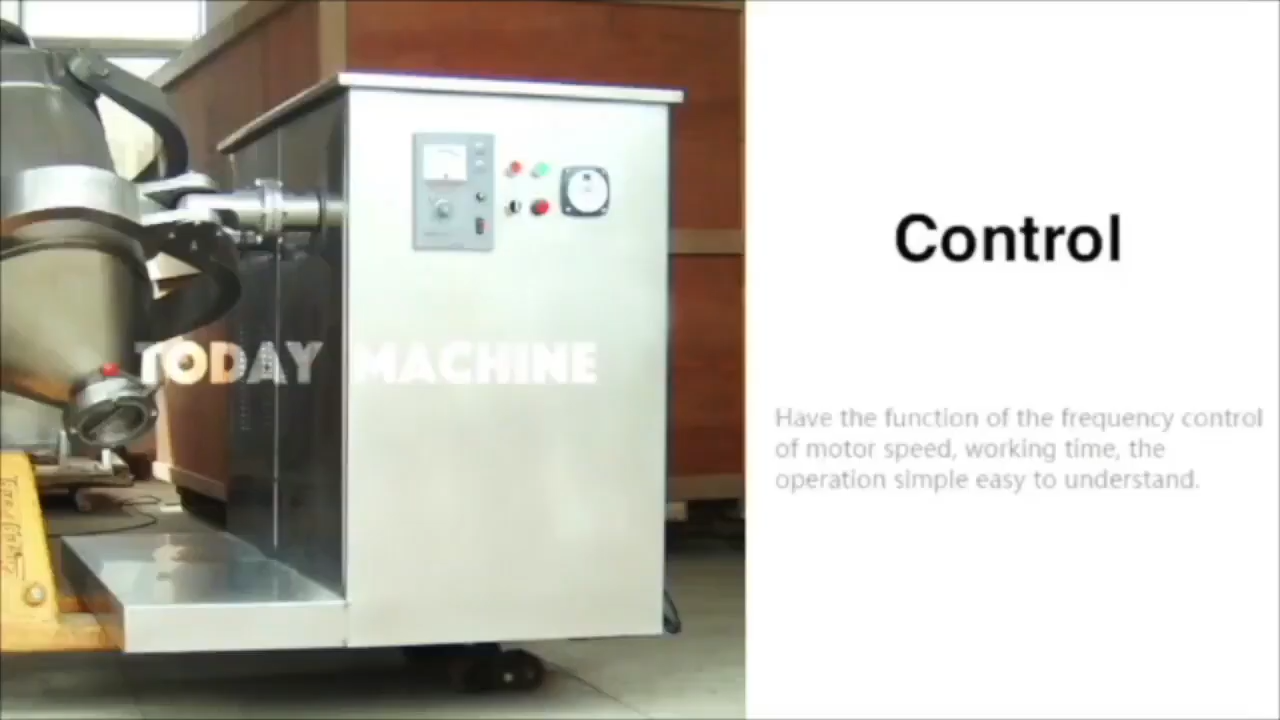 Control
TODAY MACHINE
Have the function of the frequency control
of motor speed, working time, the
operation simple easy to understand.